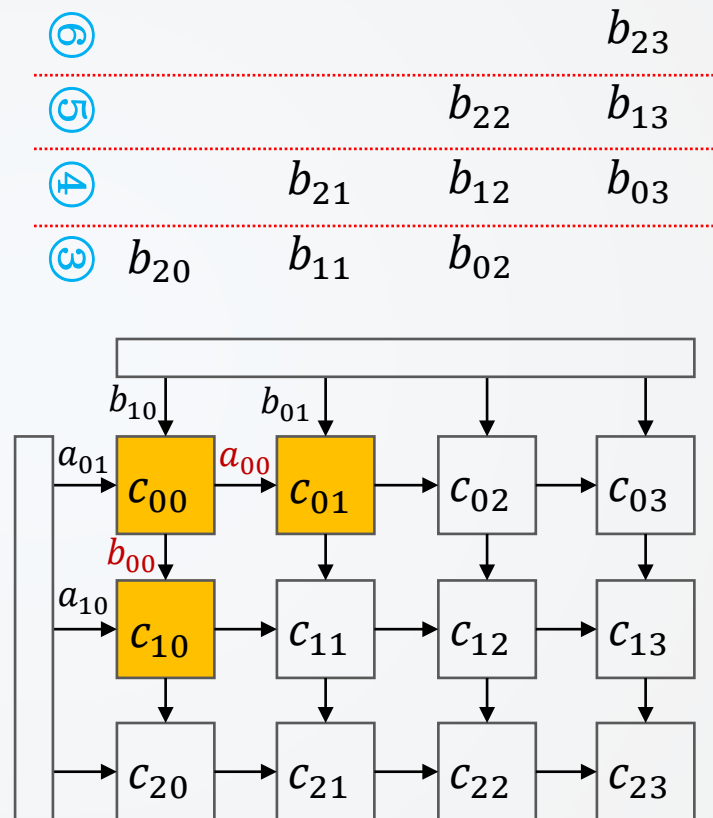 ⑥ b₂₃
⑤ b₂₂ b₁₃
④ b₂₁ b₁₂ b₀₃
③ b₂₀ b₁₁ b₀₂
b₁₀ b₀₁
a₀₁ c₀₀ a₀₀ c₀₁ c₀₂ c₀₃
b₀₀
a₁₀ c₁₀ c₁₁ c₁₂ c₁₃
c₂₀ c₂₁ c₂₂ c₂₃